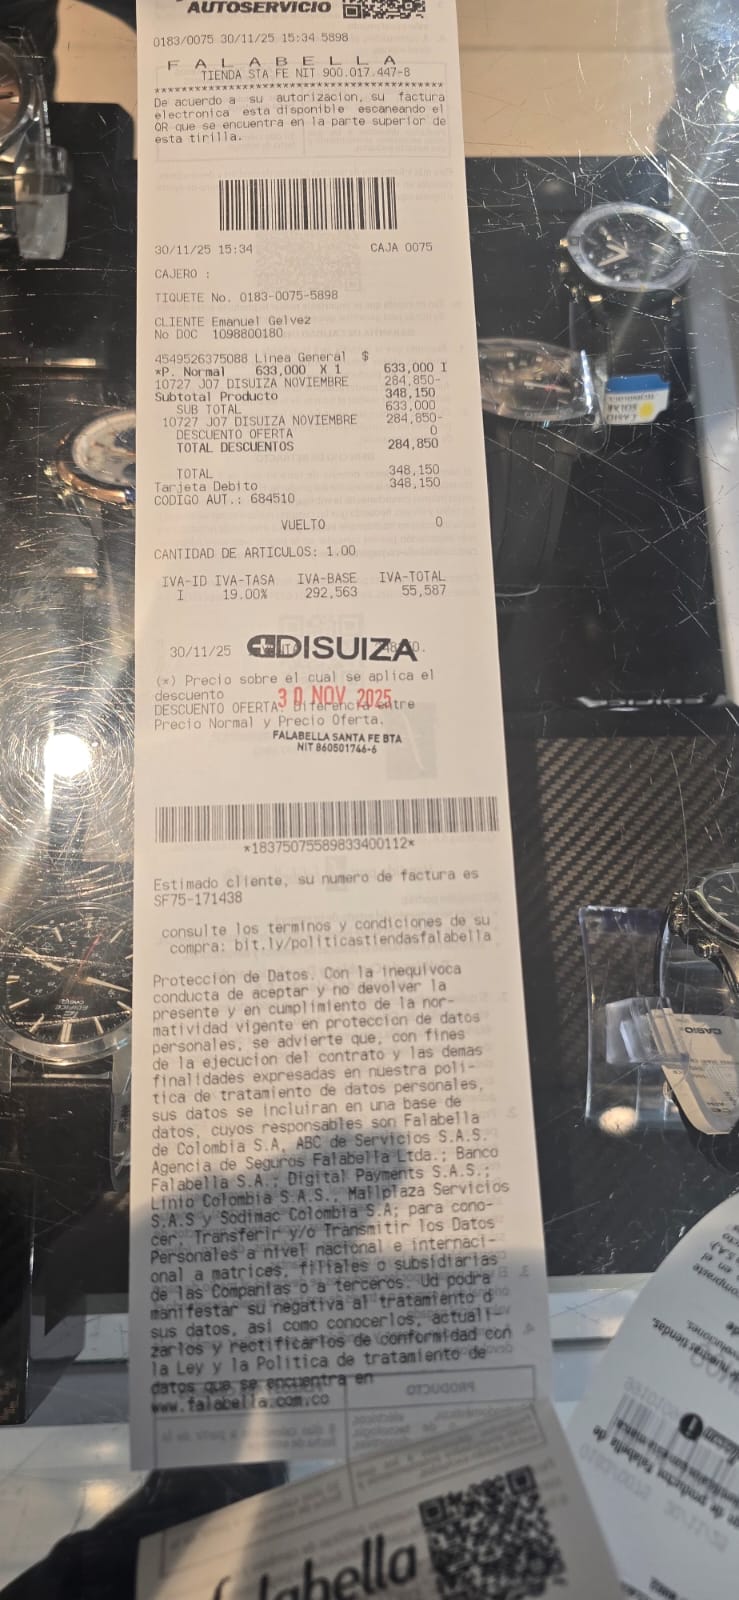 AUTOSERVICIO
0183/0075 30/11/25 15:34 5898
F A L A B E L L A
TIENDA STA FE NIT 900.017.447-8
******************************************
De acuerdo a su autorizacion, su factura
electronica esta disponible escaneando el
QR que se encuentra en la parte superior de
esta tirilla.
30/11/25 15:34 CAJA 0075
CAJERO :
TIQUETE No. 0183-0075-5898
CLIENTE Emanuel Gelvez
No DOC 1098800180
4549526375088 Linea General $
*P. Normal 633,000 X 1 633,000 I
10727 J07 DISUIZA NOVIEMBRE 284,850-
Subtotal Producto 348,150
SUB TOTAL 633,000
10727 J07 DISUIZA NOVIEMBRE 284,850-
DESCUENTO OFERTA 0
TOTAL DESCUENTOS 284,850
TOTAL 348,150
Tarjeta Debito 348,150
CODIGO AUT.: 684510
VUELTO 0
CANTIDAD DE ARTICULOS: 1.00
IVA-ID IVA-TASA IVA-BASE IVA-TOTAL
I 19.00% 292,563 55,587
30/11/25 DISUIZA
(*) Precio sobre el cual se aplica el
descuento 30 NOV 2025
DESCUENTO OFERTA: Diferencia entre
Precio Normal y Precio Oferta.
FALABELLA SANTA FE BTA
NIT 860501746-6
*18375075589833400112*
Estimado cliente, su numero de factura es
SF75-171438
consulte los terminos y condiciones de su
compra: bit.ly/politicastiendasfalabella
Proteccion de Datos. Con la inequivoca
conducta de aceptar y no devolver la
presente y en cumplimiento de la nor-
matividad vigente en proteccion de datos
personales, se advierte que, con fines
de la ejecucion del contrato y las demas
finalidades expresadas en nuestra poli-
tica de tratamiento de datos personales,
sus datos se incluiran en una base de
datos, cuyos responsables son Falabella
de Colombia S.A, ABC de Servicios S.A.S.
Agencia de Seguros Falabella Ltda.; Banco
Falabella S.A.; Digital Payments S.A.S.;
Linio Colombia S.A.S., Mallplaza Servicios
S.A.S y Sodimac Colombia S.A; para cono-
cer, Transferir y/o Transmitir los Datos
Personales a nivel nacional e internaci-
onal a matrices, filiales o subsidiarias
de las Companias o a terceros. Ud podra
manifestar su negativa al tratamiento d
sus datos, asi como conocerlos, actuali-
zarlos y rectificarlos de conformidad con
la Ley y la Politica de tratamiento de
datos que se encuentra en
www.falabella.com.co
falabella
CASIO
EDIFICE
CASIO